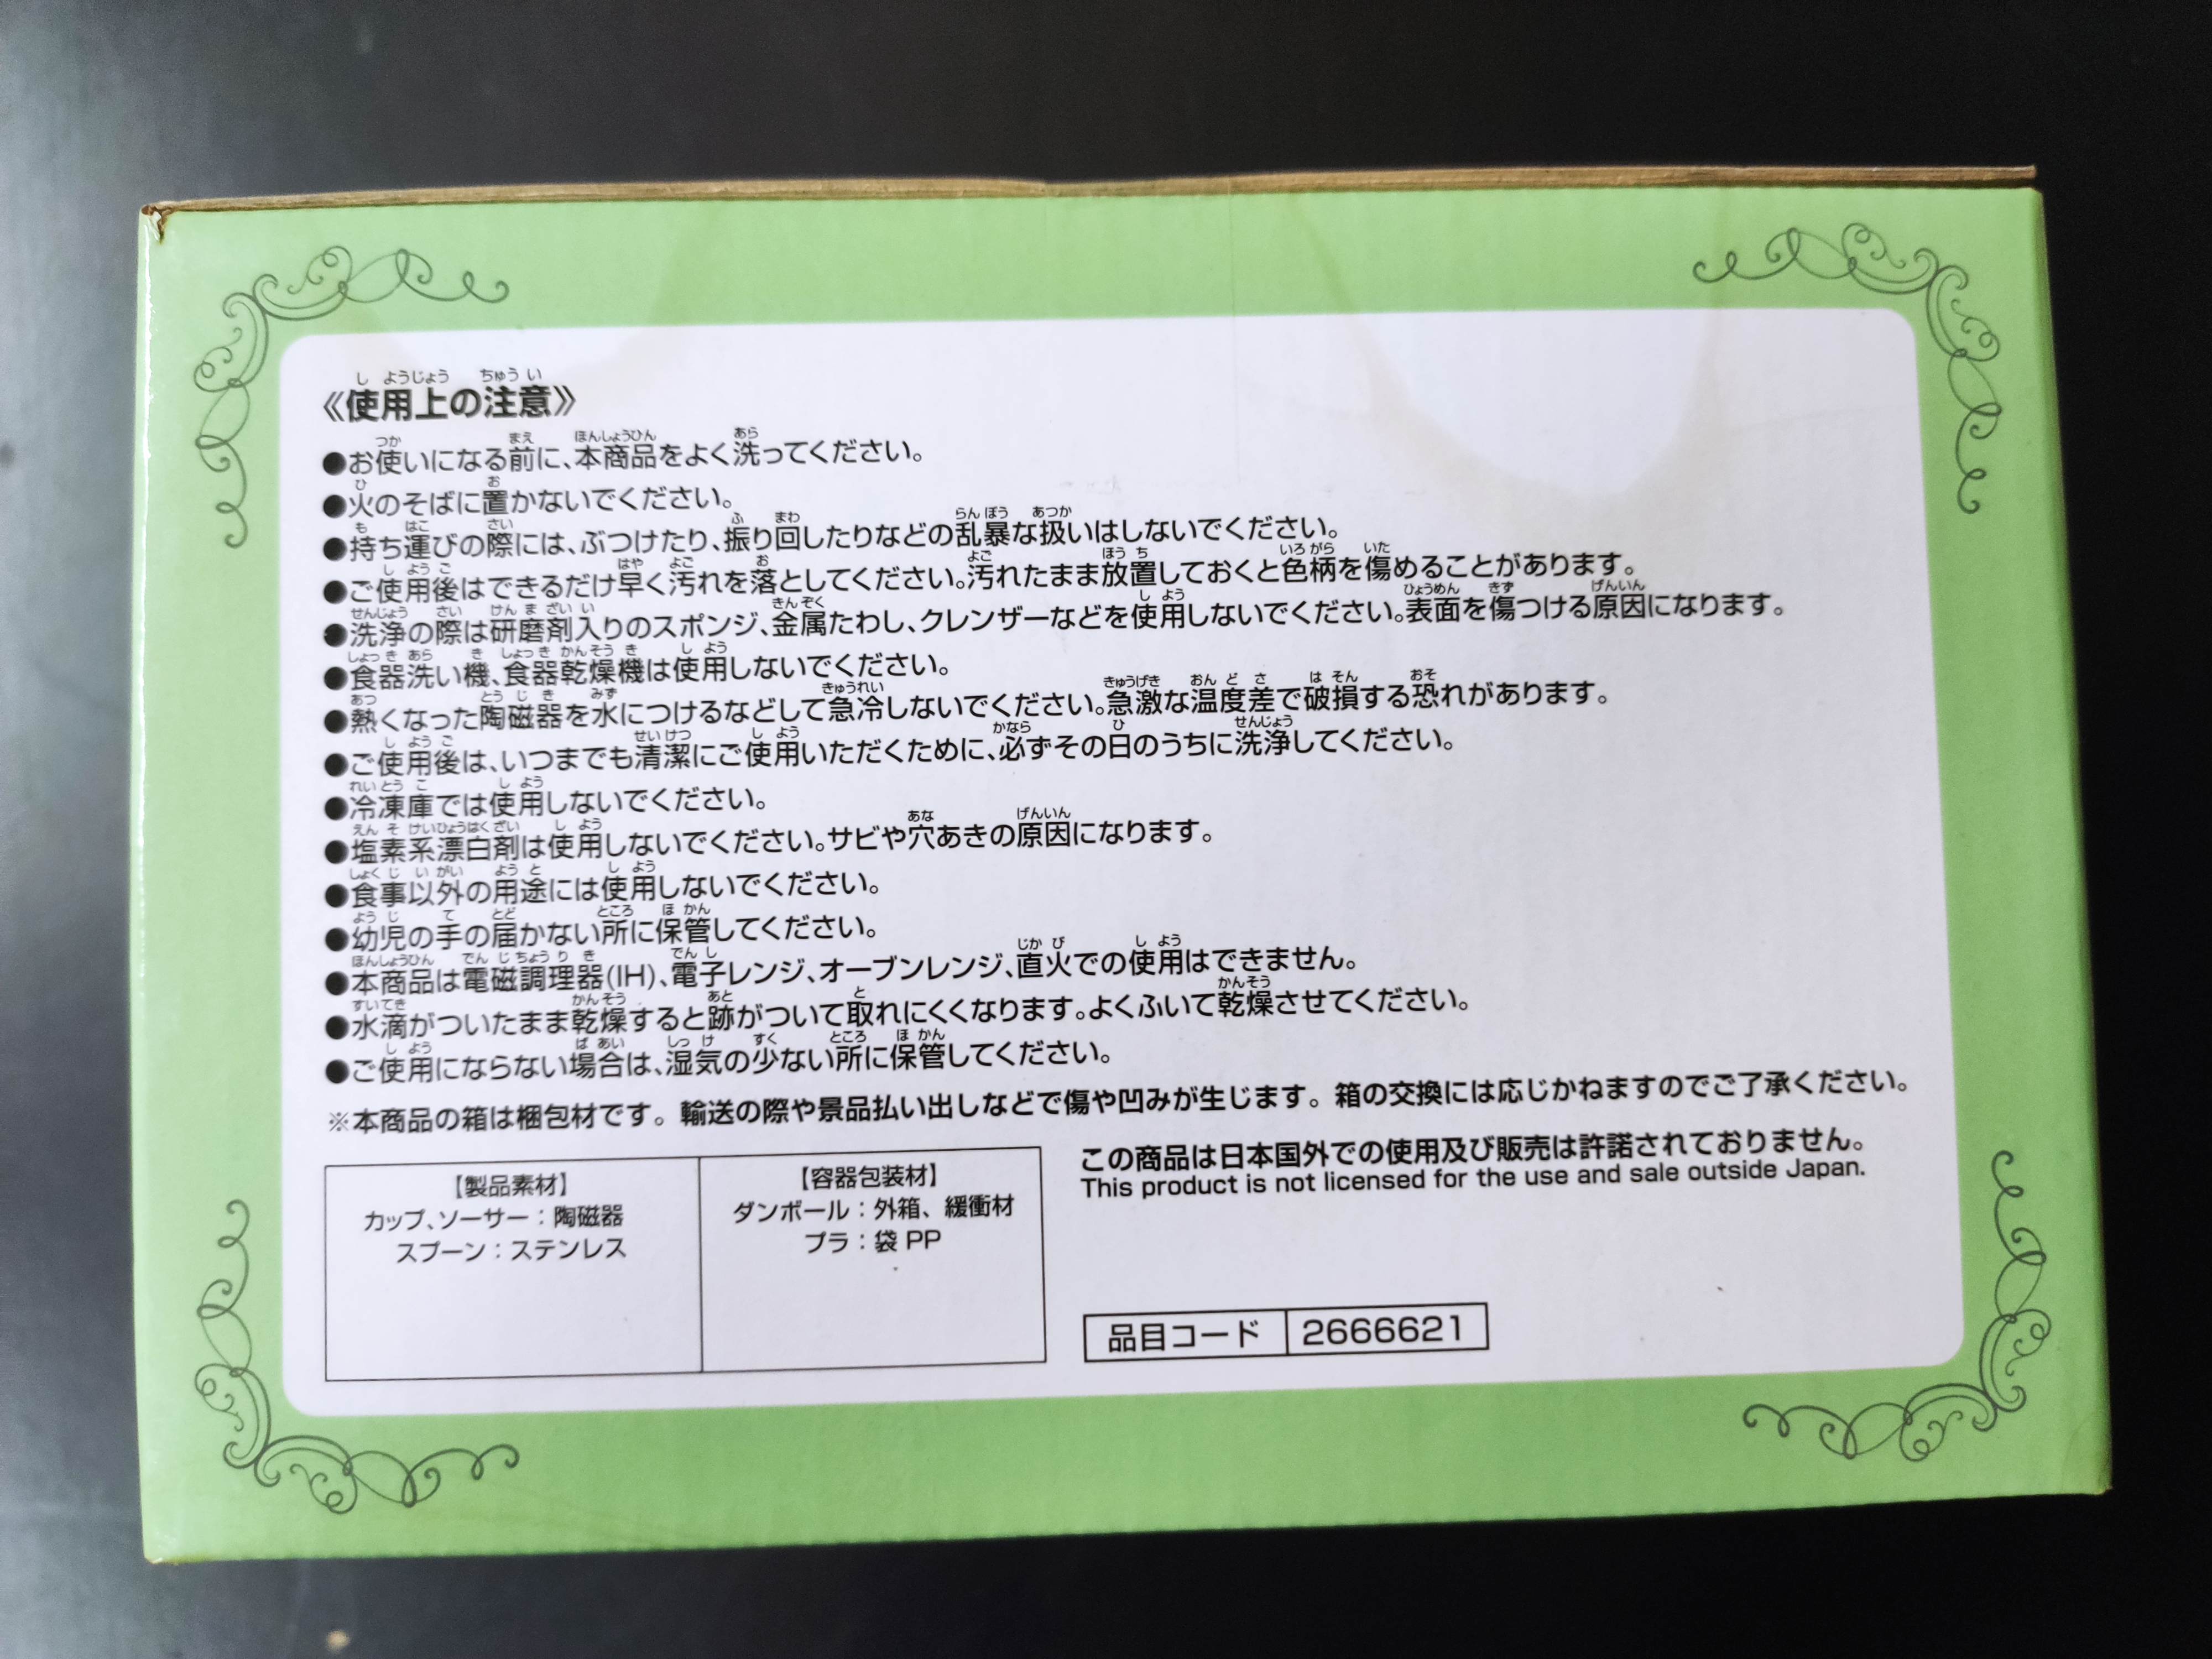 《使用上の注意》
●お使いになる前に、本商品をよく洗ってください。
●火のそばに置かないでください。
●持ち運びの際には、ぶつけたり、振り回したりなどの乱暴な扱いはしないでください。
●ご使用後はできるだけ早く汚れを落としてください。汚れたまま放置しておくと色柄を傷めることがあります。
●洗浄の際は研磨剤入りのスポンジ、金属たわし、クレンザーなどを使用しないでください。表面を傷つける原因になります。
●食器洗い機、食器乾燥機は使用しないでください。
●熱くなった陶磁器を水につけるなどして急冷しないでください。急激な温度差で破損する恐れがあります。
●ご使用後は、いつまでも清潔にご使用いただくために、必ずその日のうちに洗浄してください。
●冷凍庫では使用しないでください。
●塩素系漂白剤は使用しないでください。サビや穴あきの原因になります。
●食事以外の用途には使用しないでください。
●幼児の手の届かない所に保管してください。
●本商品は電磁調理器(IH)、電子レンジ、オーブンレンジ、直火での使用はできません。
●水滴がついたまま乾燥すると跡がついて取れにくくなります。よくふいて乾燥させてください。
●ご使用にならない場合は、湿気の少ない所に保管してください。
※本商品の箱は梱包材です。輸送の際や景品払い出しなどで傷や凹みが生じます。箱の交換には応じかねますのでご了承ください。
【製品素材】
カップ、ソーサー：陶磁器
スプーン：ステンレス
【容器包装材】
ダンボール：外箱、緩衝材
プラ：袋 PP
この商品は日本国外での使用及び販売は許諾されておりません。
This product is not licensed for the use and sale outside Japan.
品目コード 2666621